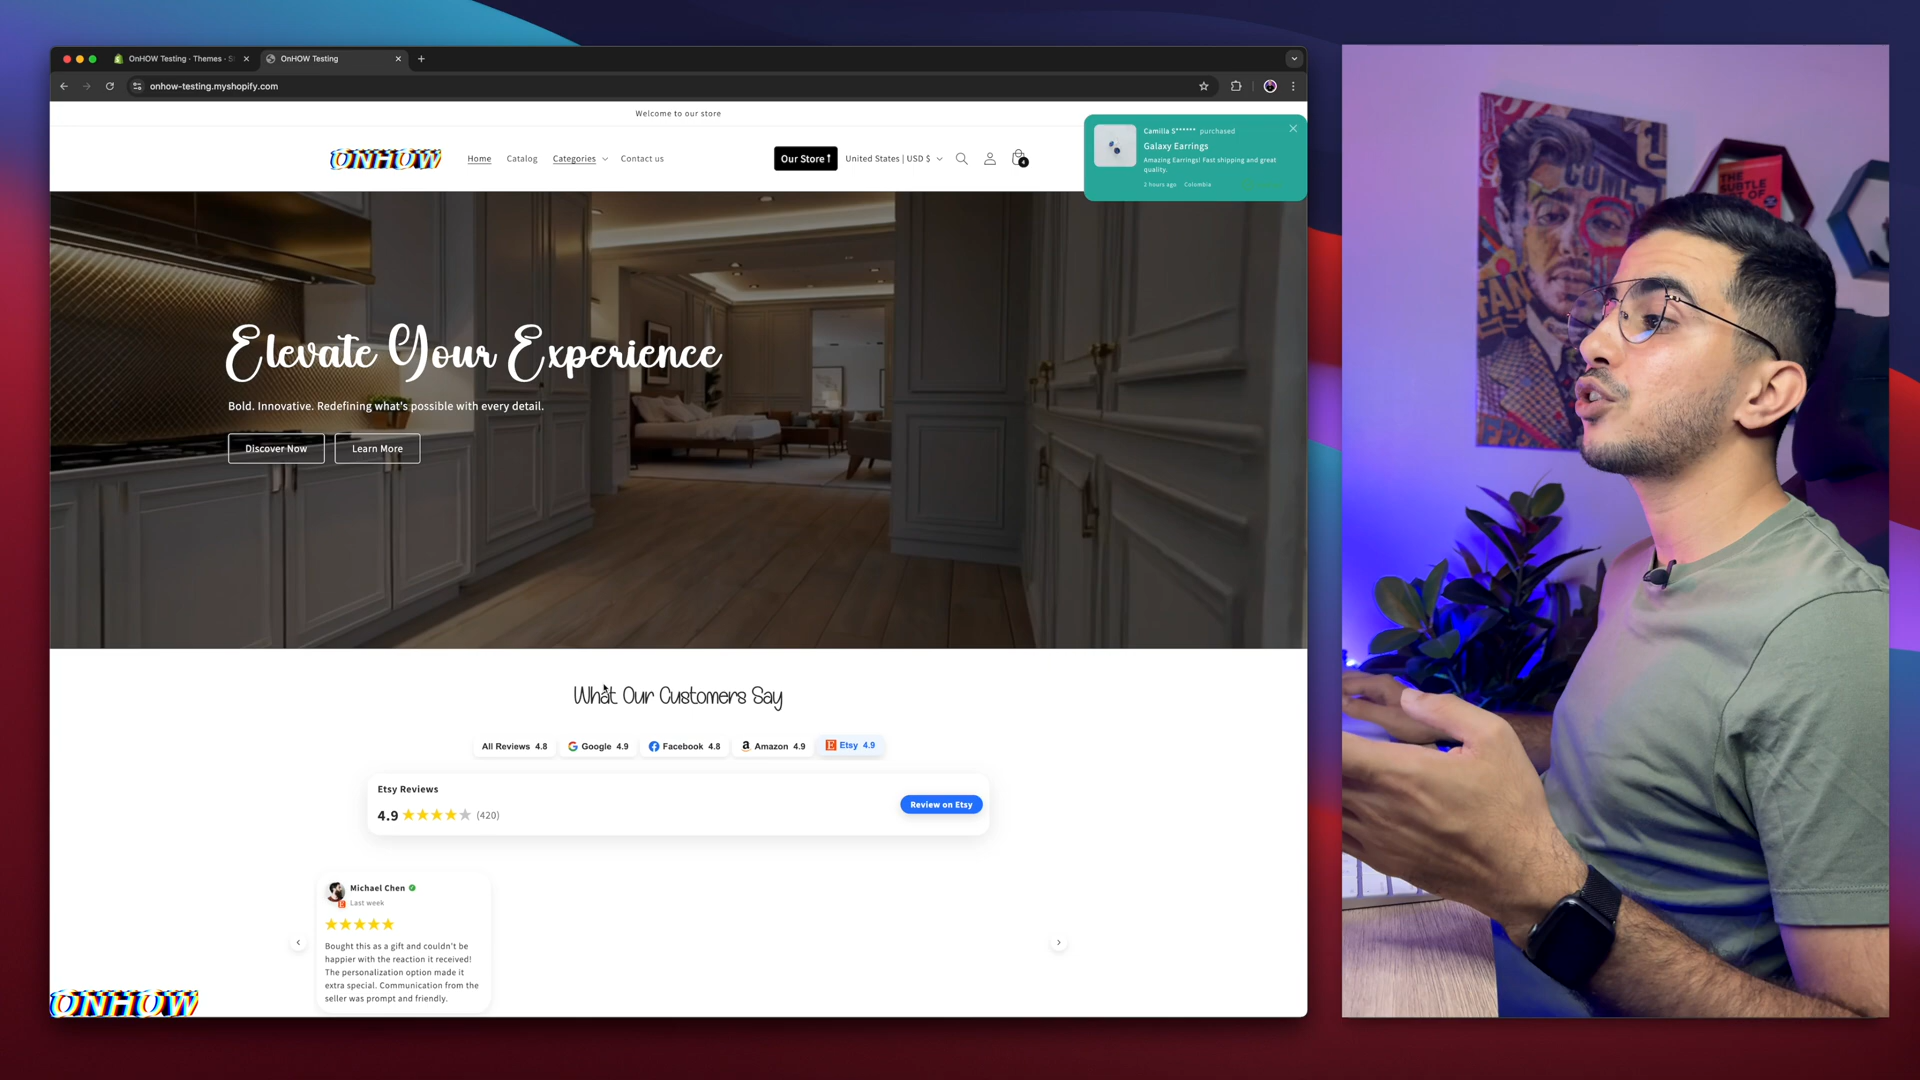 OnHOW Testing - Themes · S
OnHOW Testing
onhow-testing.myshopify.com
Welcome to our store
ONHOW
Home
Catalog
Categories
Contact us
Our Store
United States | USD $
4
Camilla S****** purchased
Galaxy Earrings
Amazing Earrings! Fast shipping and great
quality.
2 hours ago Colombia
Elevate Your Experience
Bold. Innovative. Redefining what's possible with every detail.
Discover Now
Learn More
What Our Customers Say
All Reviews 4.8
Google 4.9
Facebook 4.8
Amazon 4.9
Etsy 4.9
Etsy Reviews
4.9 ★★★★★ (420)
Review on Etsy
Michael Chen
Last week
★★★★★
Bought this as a gift and couldn't be
happier with the reaction it received!
The personalization option made it
extra special. Communication from the
seller was prompt and friendly.
ONHOW
THE
SUBTLE